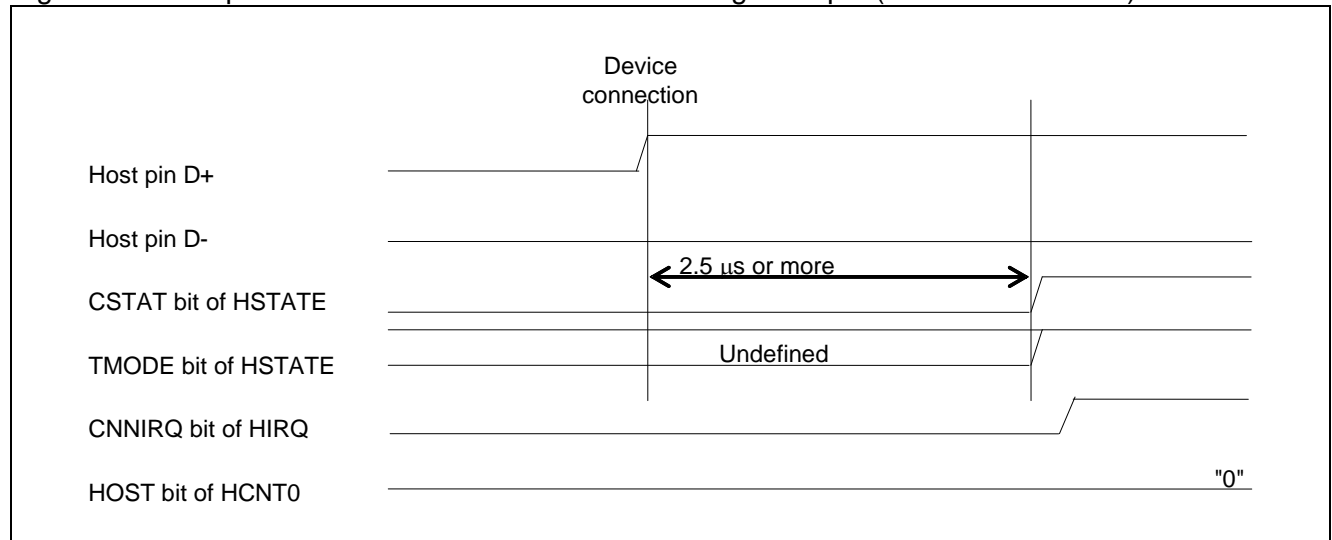 Device
connection
Host pin D+
Host pin D-
2.5 μs or more
CSTAT bit of HSTATE
Undefined
TMODE bit of HSTATE
CNNIRQ bit of HIRQ
"0"
HOST bit of HCNT0